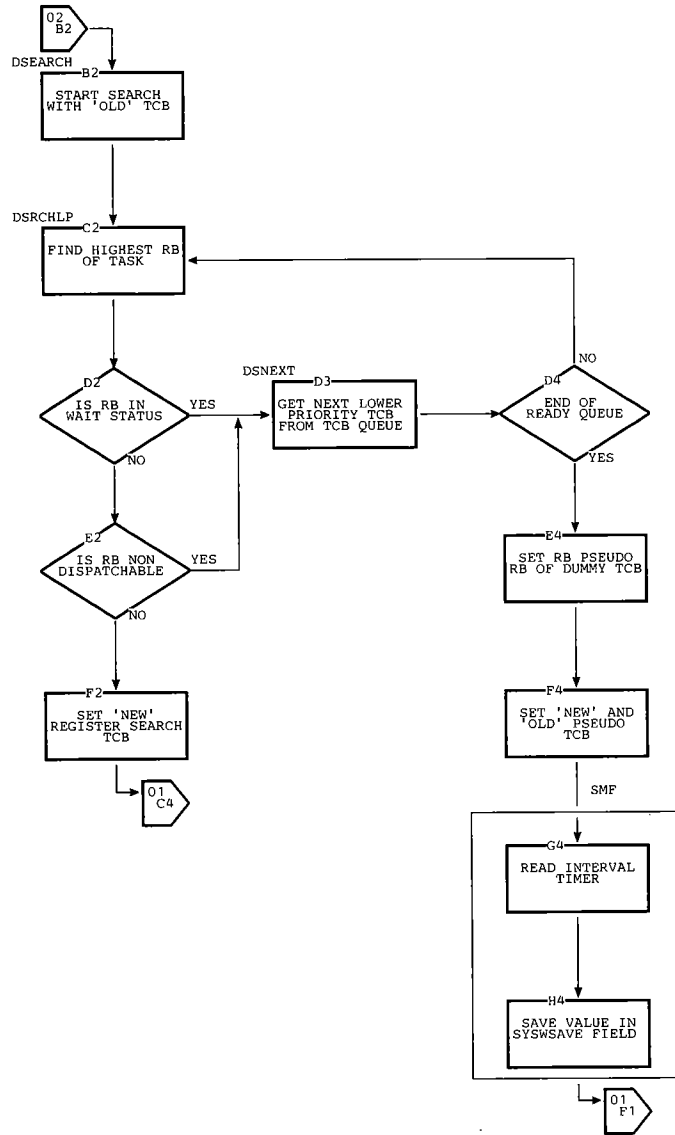 02
B2
DSEARCH
B2
START SEARCH
WITH 'OLD' TCB
DSRCHLP
C2
FIND HIGHEST RB
OF TASK
D2
IS RB IN
WAIT STATUS
YES
NO
DSNEXT
D3
GET NEXT LOWER
PRIORITY TCB
FROM TCB QUEUE
NO
D4
END OF
READY QUEUE
YES
E2
IS RB NON
DISPATCHABLE
YES
NO
E4
SET RB PSEUDO
RB OF DUMMY TCB
F2
SET 'NEW'
REGISTER SEARCH
TCB
01
C4
F4
SET 'NEW' AND
'OLD' PSEUDO
TCB
SMF
G4
READ INTERVAL
TIMER
H4
SAVE VALUE IN
SYSWSAVE FIELD
01
F1